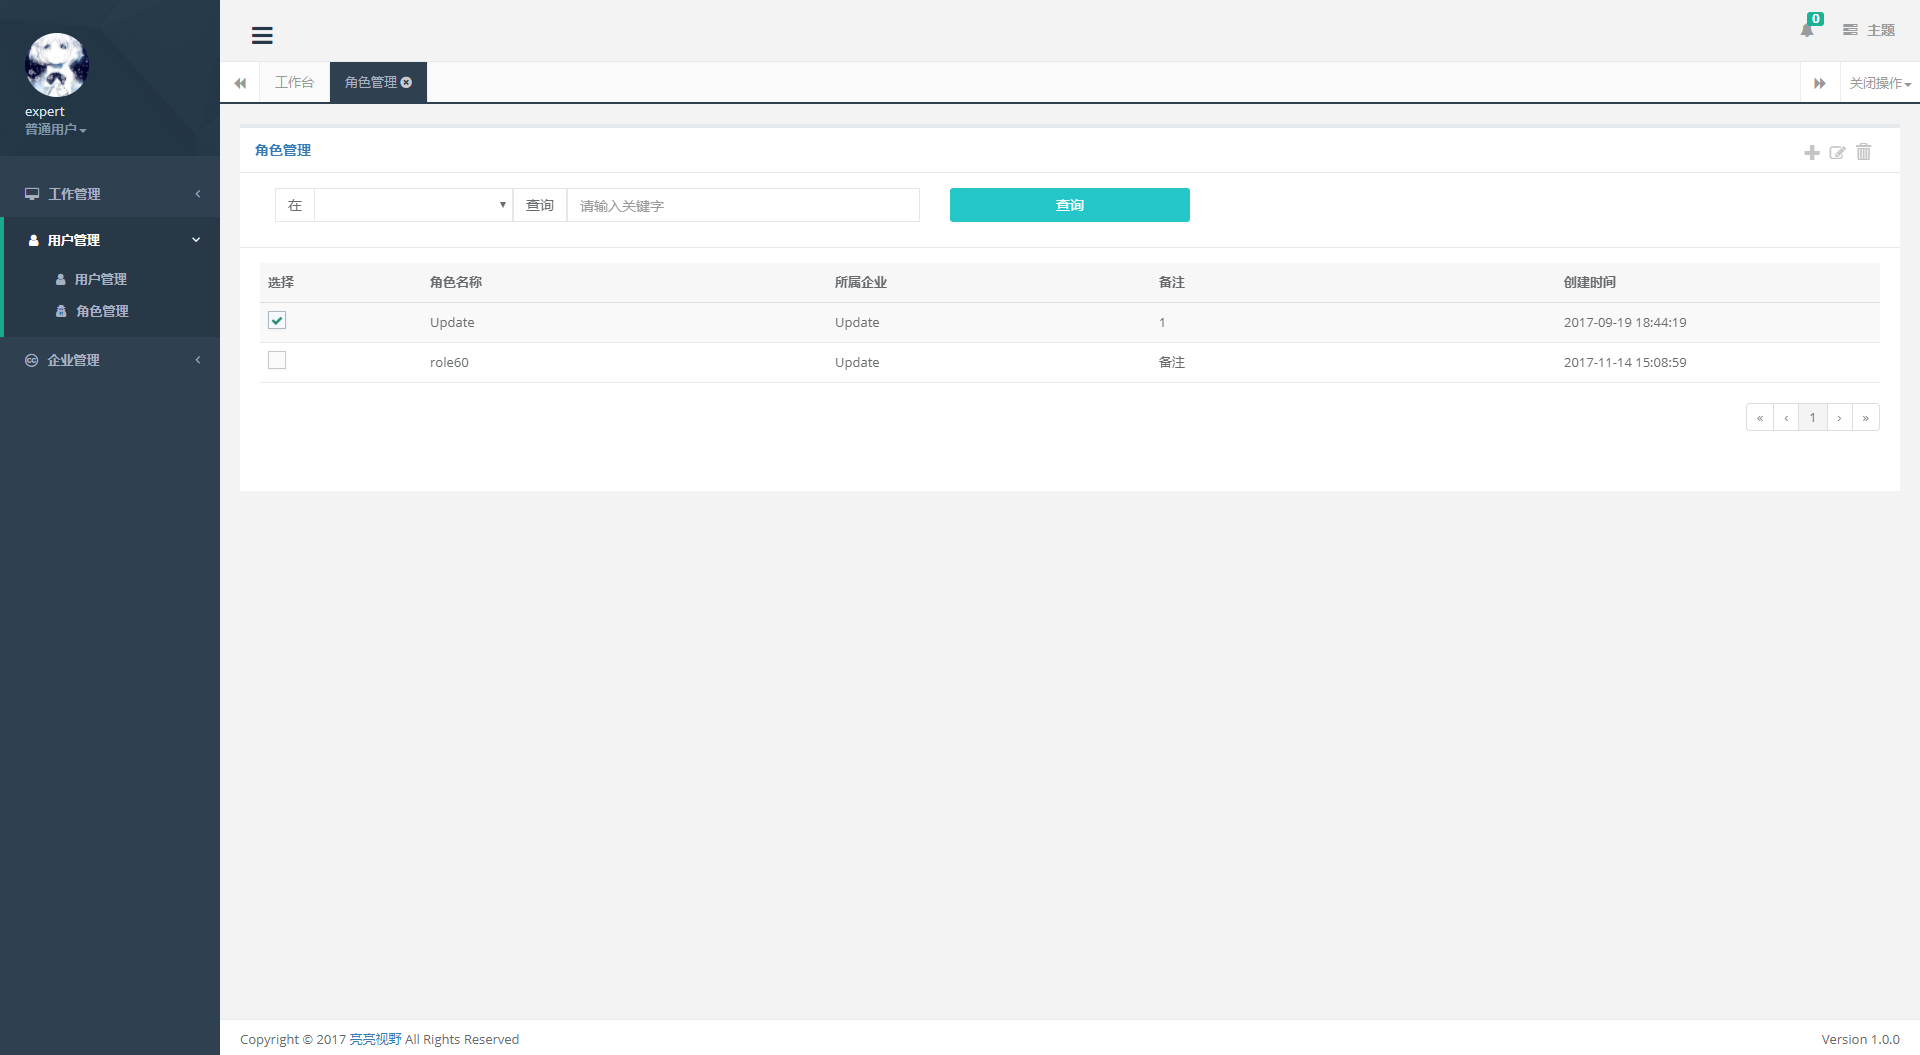 expert
普通用户
工作管理
用户管理
用户管理
角色管理
企业管理
0
主题
工作台
角色管理
关闭操作
角色管理
在
查询
请输入关键字
查询
选择 角色名称 所属企业 备注 创建时间
Update Update 1 2017-09-19 18:44:19
role60 Update 备注 2017-11-14 15:08:59
« ‹ 1 › »
Copyright © 2017 亮亮视野 All Rights Reserved
Version 1.0.0